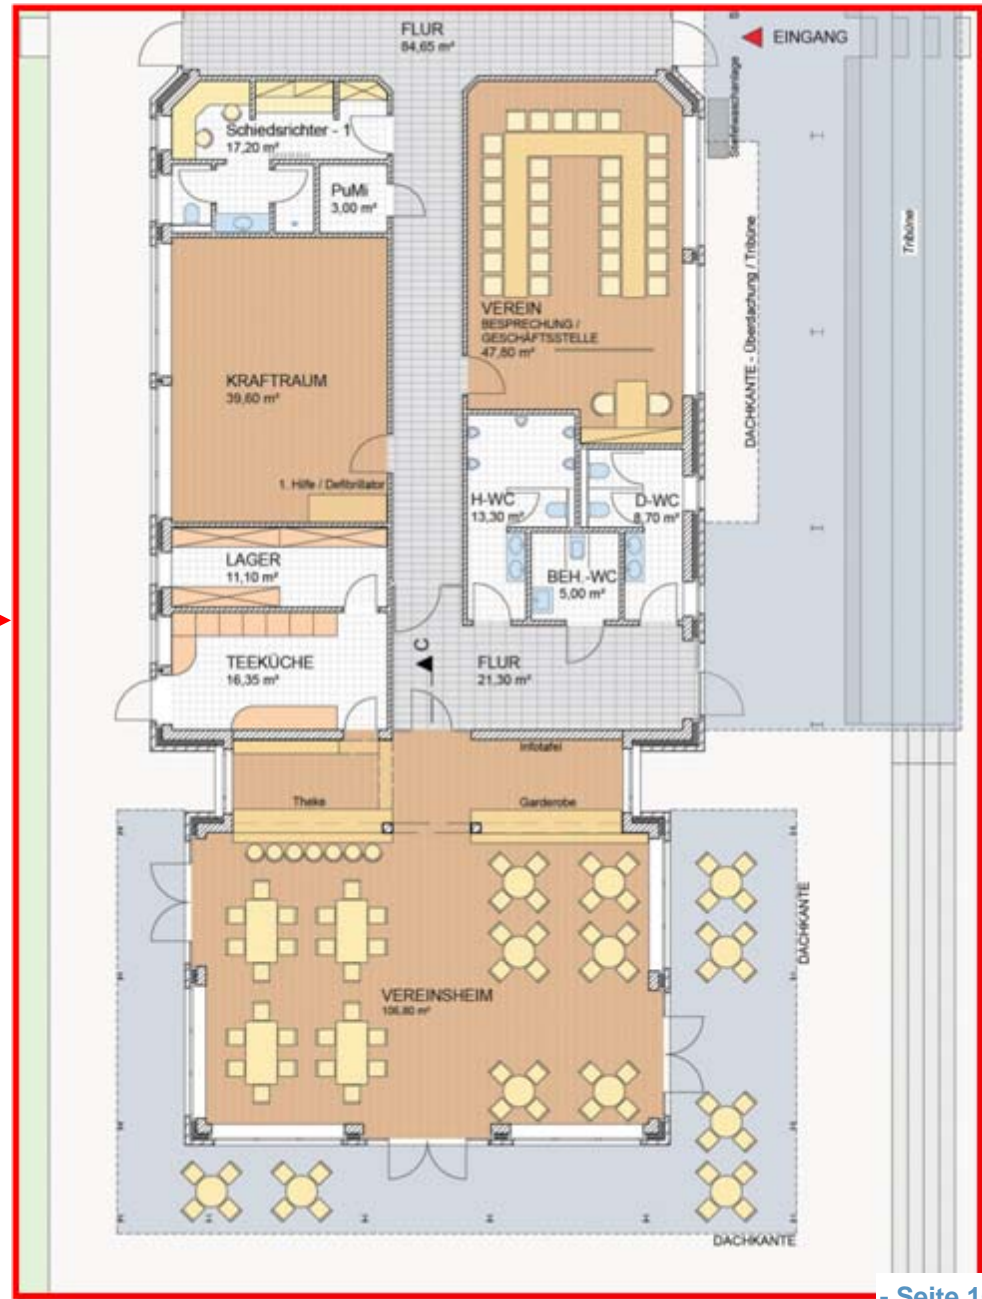 FLUR
84,65 m²
EINGANG
Stiefelwaschanlage
Schiedsrichter - 1
17,20 m²
PuMi
3,00 m²
Tribüne
DACHKANTE - Überdachung / Tribüne
VEREIN
BESPRECHUNG /
GESCHÄFTSSTELLE
47,80 m²
KRAFTRAUM
39,60 m²
1. Hilfe / Defibrillator
H-WC
13,30 m²
D-WC
8,70 m²
LAGER
11,10 m²
BEH.-WC
5,00 m²
TEEKÜCHE
16,35 m²
C
FLUR
21,30 m²
Infotafel
Theke
Garderobe
DACHKANTE
VEREINSHEIM
106,80 m²
DACHKANTE
- Seite 1